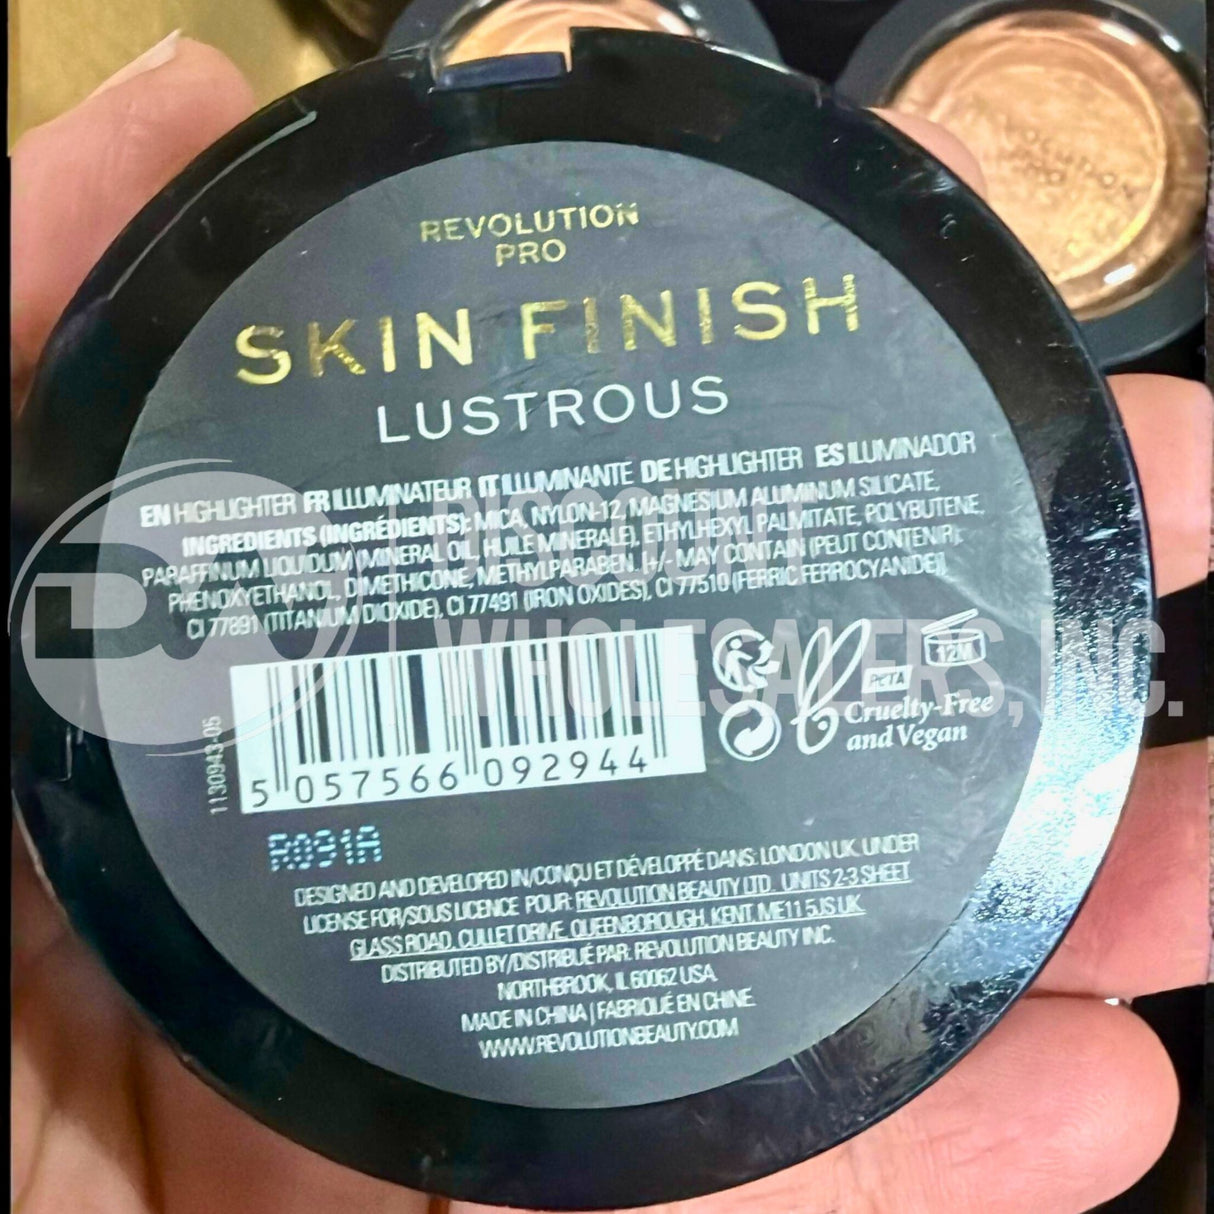 REVOLUTION
PRO
SKIN FINISH
LUSTROUS
EN HIGHLIGHTER FR ILLUMINATEUR IT ILLUMINANTE DE HIGHLIGHTER ES ILUMINADOR
INGREDIENTS (INGRÉDIENTS): MICA, NYLON-12, MAGNESIUM ALUMINUM SILICATE,
PARAFFINUM LIQUIDUM (MINERAL OIL, HUILE MINERALE), ETHYLHEXYL PALMITATE, POLYBUTENE,
PHENOXYETHANOL, DIMETHICONE, METHYLPARABEN. [+/- MAY CONTAIN (PEUT CONTENIR):
CI 77891 (TITANIUM DIOXIDE), CI 77491 (IRON OXIDES), CI 77510 (FERRIC FERROCYANIDE)]
DISCOUNT
WHOLESALERS, INC.
12M
PETA
Cruelty-Free
and Vegan
1130943-05
5 057566 092944
R091A
DESIGNED AND DEVELOPED IN/CONÇU ET DÉVELOPPÉ DANS: LONDON UK. UNDER
LICENSE FOR/SOUS LICENCE POUR: REVOLUTION BEAUTY LTD. UNITS 2-3 SHEET
GLASS ROAD, CULLET DRIVE, QUEENBOROUGH, KENT, ME11 5JS UK.
DISTRIBUTED BY/DISTRIBUÉ PAR: REVOLUTION BEAUTY INC.
NORTHBROOK, IL 60062 USA.
MADE IN CHINA | FABRIQUÉ EN CHINE.
WWW.REVOLUTIONBEAUTY.COM